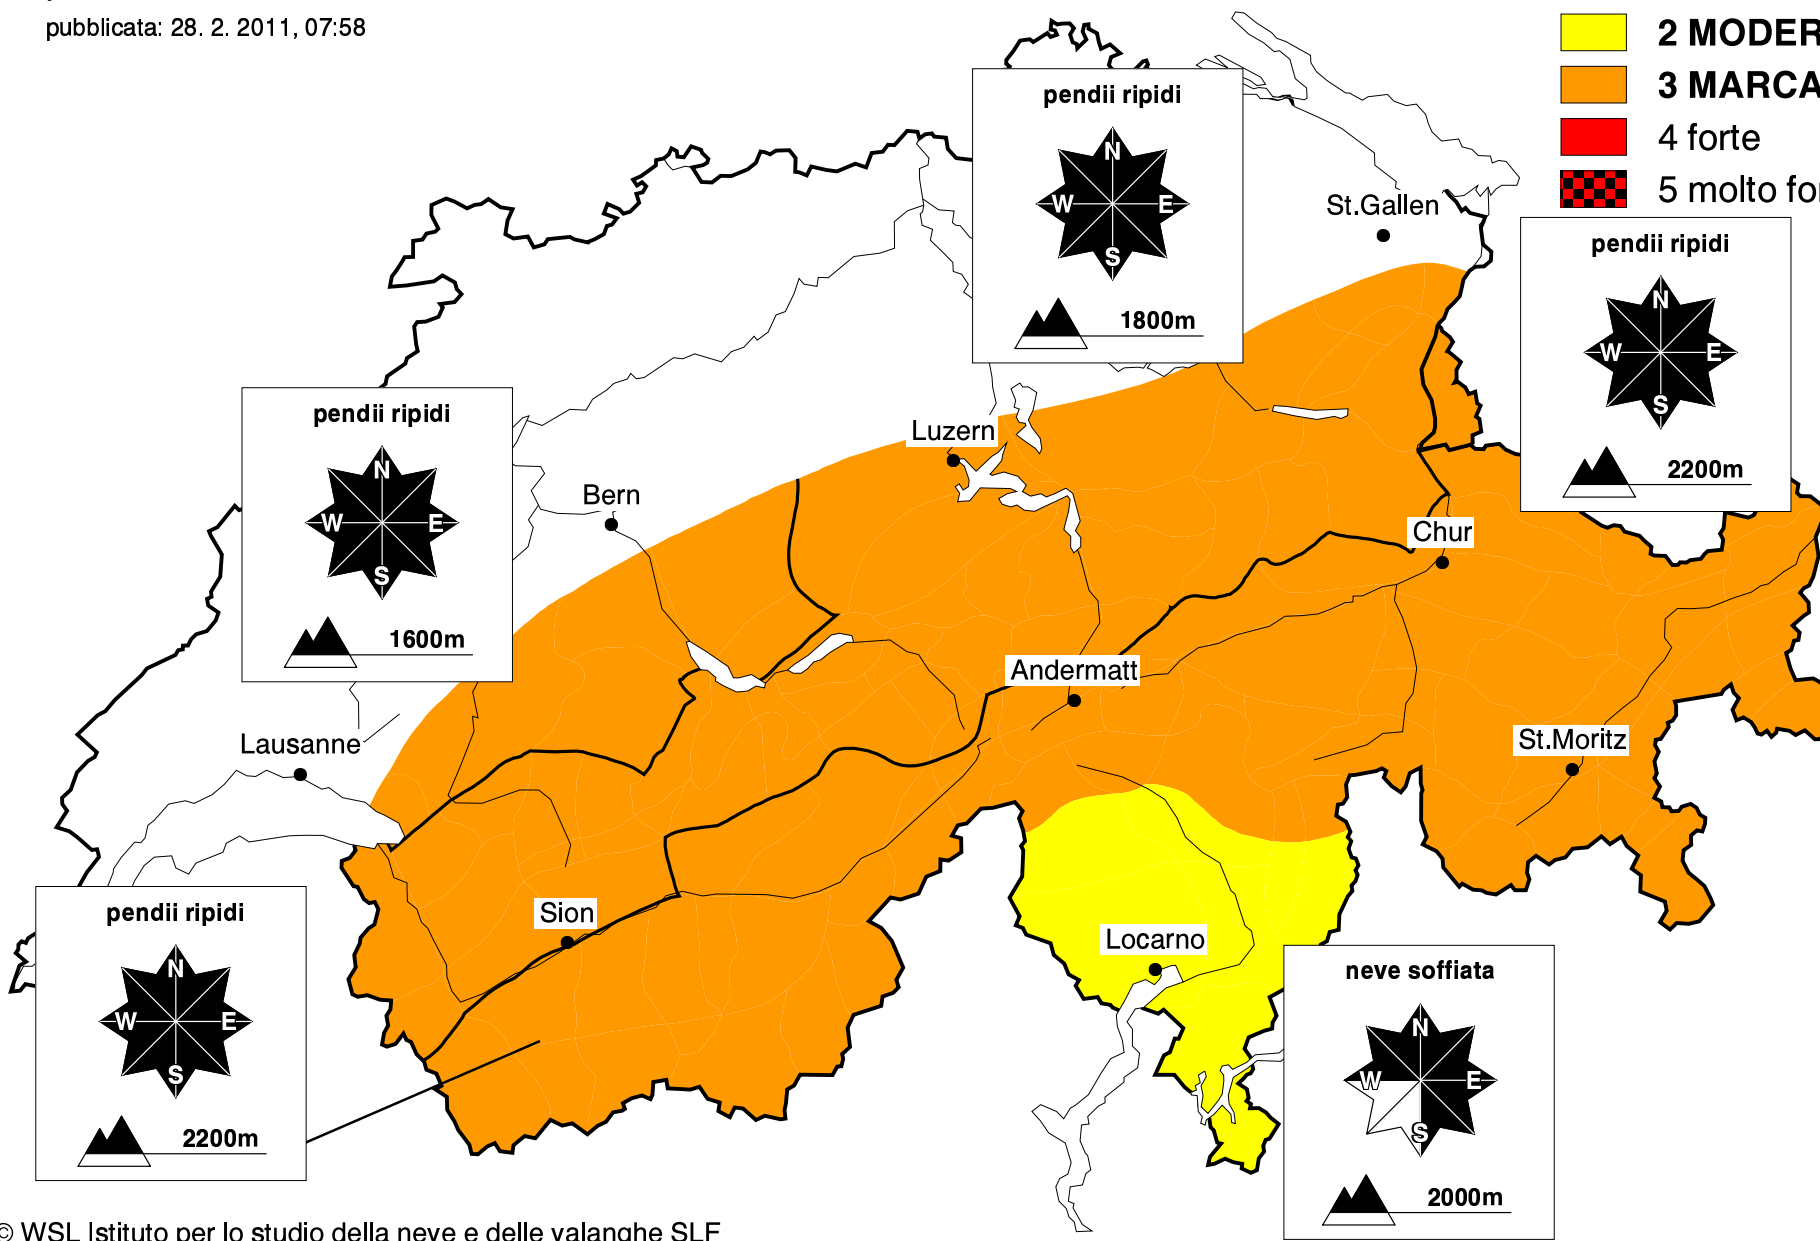 pubblicata: 28. 2. 2011, 07:58
2 MODER
3 MARCA
4 forte
5 molto for
pendii ripidi
N
W E
S
1800m
St.Gallen
pendii ripidi
N
W E
S
2200m
pendii ripidi
N
W E
S
1600m
Luzern
Bern
Chur
Andermatt
St.Moritz
Lausanne
Sion
Locarno
pendii ripidi
N
W E
S
2200m
neve soffiata
N
W E
S
2000m
© WSL Istituto per lo studio della neve e delle valanghe SLF